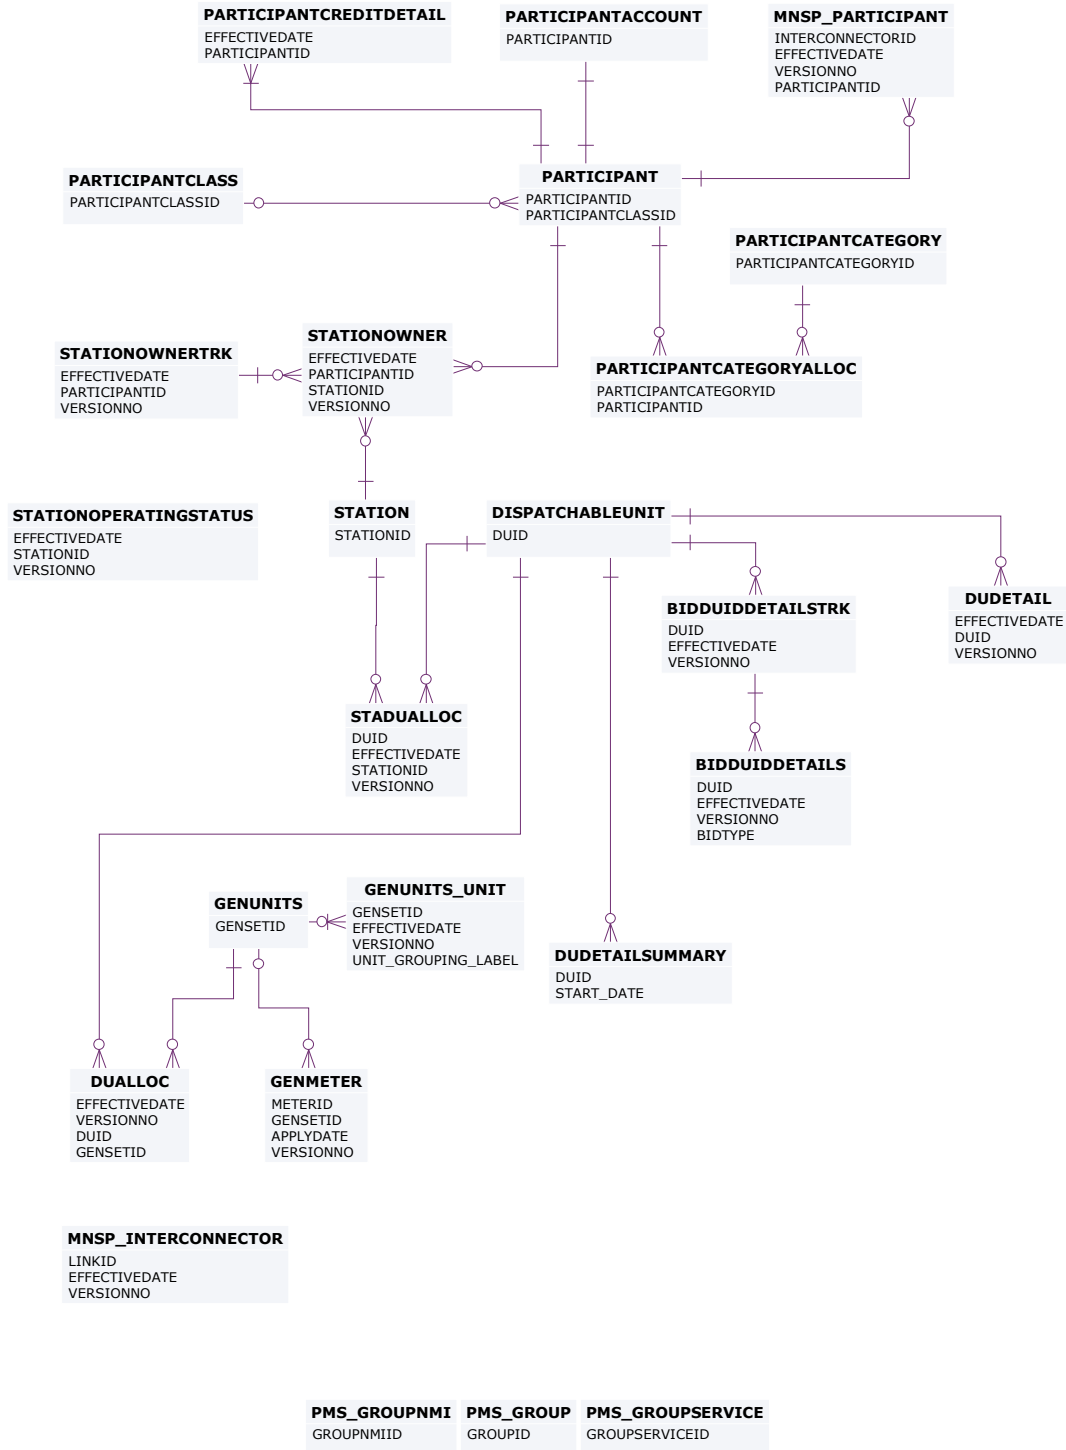 PARTICIPANTCREDITDETAIL
EFFECTIVEDATE
PARTICIPANTID
PARTICIPANTACCOUNT
PARTICIPANTID
MNSP_PARTICIPANT
INTERCONNECTORID
EFFECTIVEDATE
VERSIONNO
PARTICIPANTID
PARTICIPANTCLASS
PARTICIPANTCLASSID
PARTICIPANT
PARTICIPANTID
PARTICIPANTCLASSID
PARTICIPANTCATEGORY
PARTICIPANTCATEGORYID
STATIONOWNERTRK
EFFECTIVEDATE
PARTICIPANTID
VERSIONNO
STATIONOWNER
EFFECTIVEDATE
PARTICIPANTID
STATIONID
VERSIONNO
PARTICIPANTCATEGORYALLOC
PARTICIPANTCATEGORYID
PARTICIPANTID
STATIONOPERATINGSTATUS
EFFECTIVEDATE
STATIONID
VERSIONNO
STATION
STATIONID
DISPATCHABLEUNIT
DUID
BIDDUIDDETAILSTRK
DUID
EFFECTIVEDATE
VERSIONNO
DUDETAIL
EFFECTIVEDATE
DUID
VERSIONNO
STADUALLOC
DUID
EFFECTIVEDATE
STATIONID
VERSIONNO
BIDDUIDDETAILS
DUID
EFFECTIVEDATE
VERSIONNO
BIDTYPE
GENUNITS
GENSETID
GENUNITS_UNIT
GENSETID
EFFECTIVEDATE
VERSIONNO
UNIT_GROUPING_LABEL
DUDETAILSUMMARY
DUID
START_DATE
DUALLOC
EFFECTIVEDATE
VERSIONNO
DUID
GENSETID
GENMETER
METERID
GENSETID
APPLYDATE
VERSIONNO
MNSP_INTERCONNECTOR
LINKID
EFFECTIVEDATE
VERSIONNO
PMS_GROUPNMI
GROUPNMIID
PMS_GROUP
GROUPID
PMS_GROUPSERVICE
GROUPSERVICEID